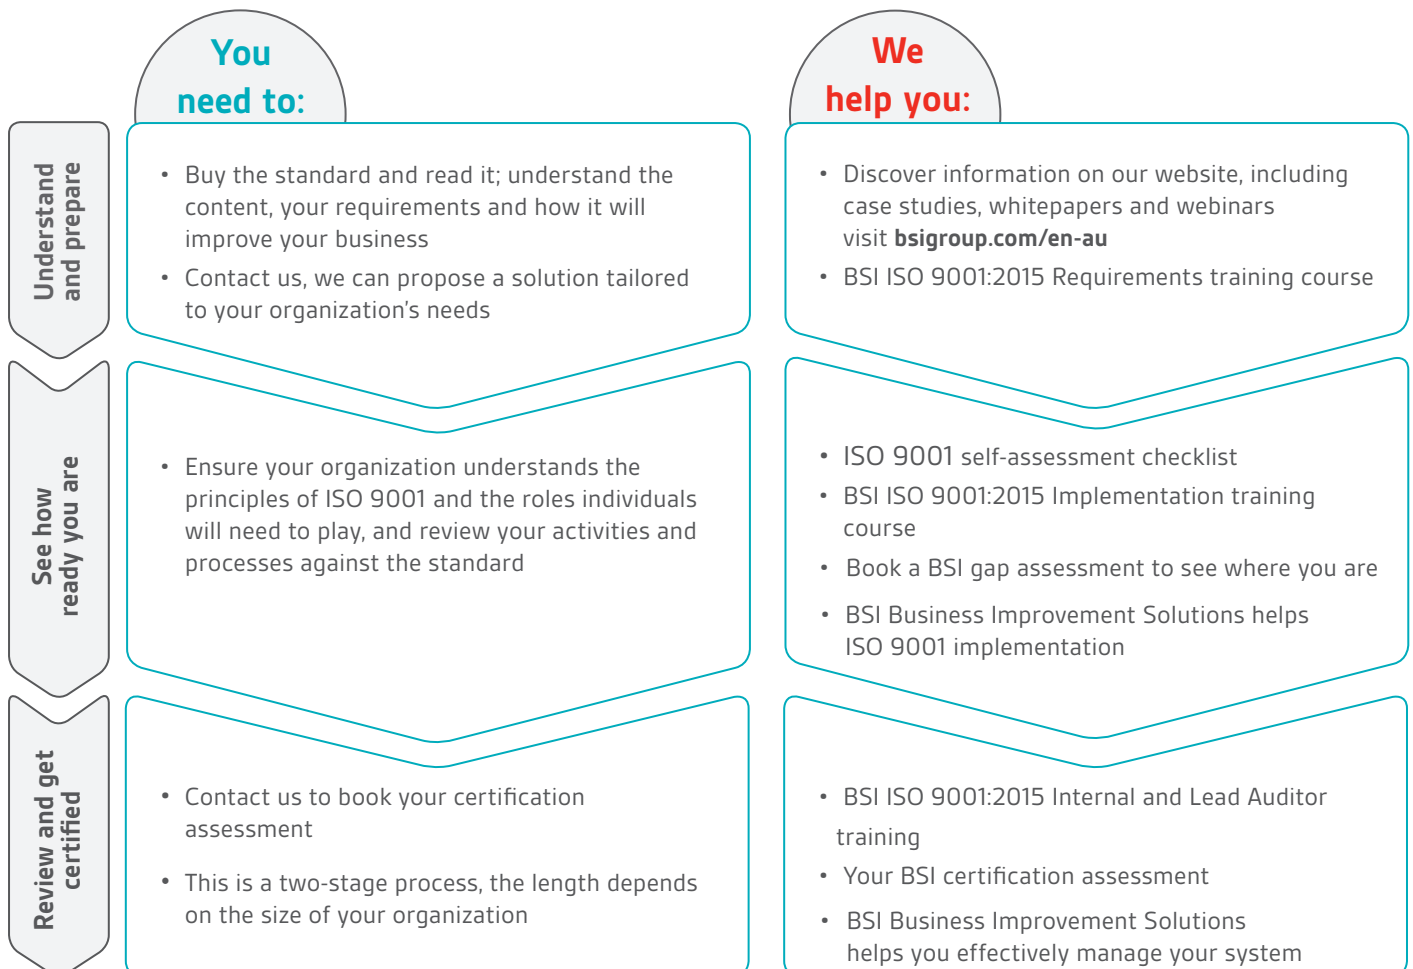 You
need to:
We
help you:
Understand
and prepare
• Buy the standard and read it; understand the
content, your requirements and how it will
improve your business
• Contact us, we can propose a solution tailored
to your organization's needs
• Discover information on our website, including
case studies, whitepapers and webinars
visit bsigroup.com/en-au
• BSI ISO 9001:2015 Requirements training course
See how
ready you are
• Ensure your organization understands the
principles of ISO 9001 and the roles individuals
will need to play, and review your activities and
processes against the standard
• ISO 9001 self-assessment checklist
• BSI ISO 9001:2015 Implementation training
course
• Book a BSI gap assessment to see where you are
• BSI Business Improvement Solutions helps
ISO 9001 implementation
Review and get
certified
• Contact us to book your certification
assessment
• This is a two-stage process, the length depends
on the size of your organization
• BSI ISO 9001:2015 Internal and Lead Auditor
training
• Your BSI certification assessment
• BSI Business Improvement Solutions
helps you effectively manage your system